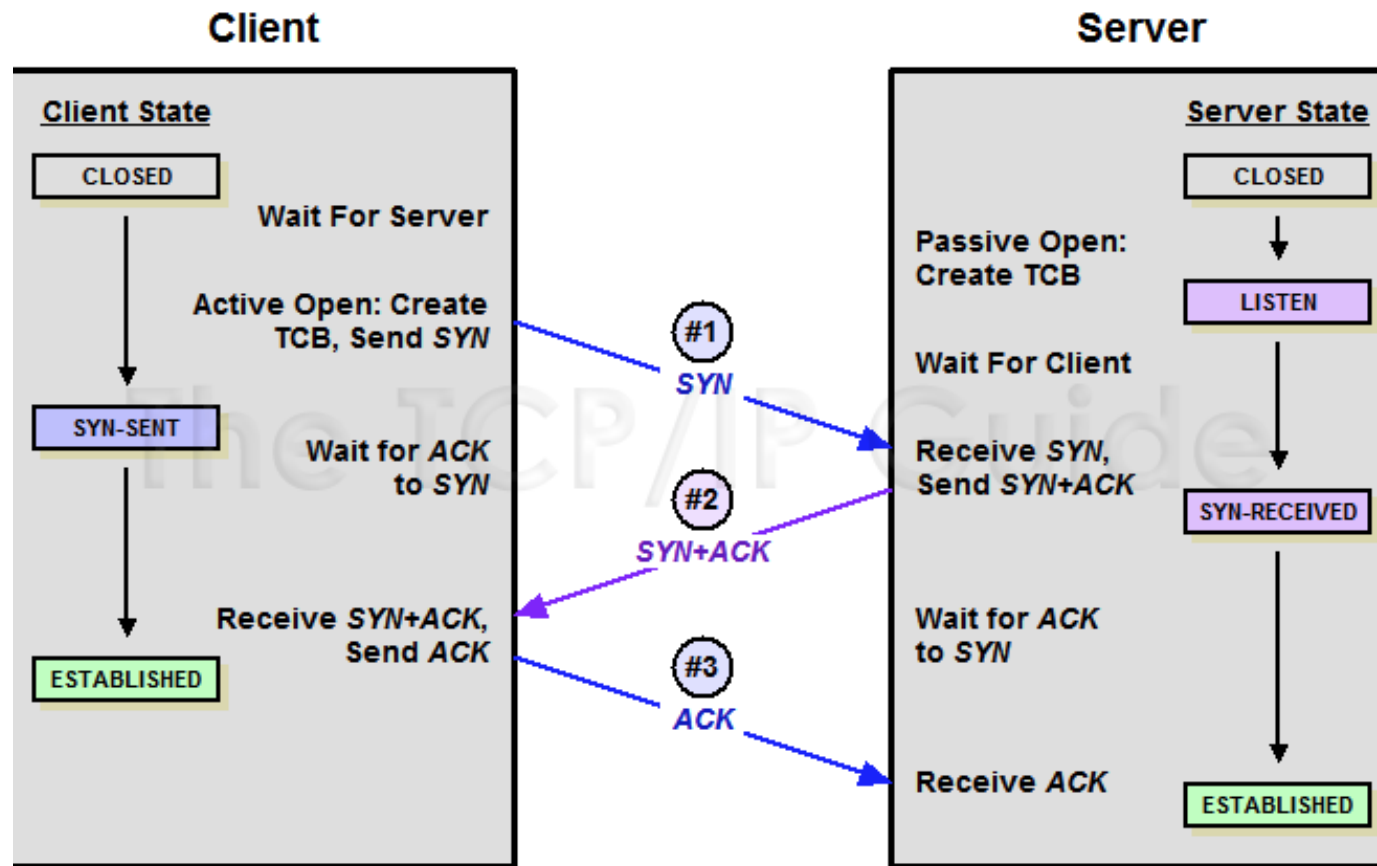 Client
Server
Client State
CLOSED
Wait For Server
Active Open: Create
TCB, Send SYN
SYN-SENT
Wait for ACK
to SYN
Receive SYN+ACK,
Send ACK
ESTABLISHED
#1
SYN
#2
SYN+ACK
#3
ACK
Server State
CLOSED
Passive Open:
Create TCB
LISTEN
Wait For Client
Receive SYN,
Send SYN+ACK
SYN-RECEIVED
Wait for ACK
to SYN
Receive ACK
ESTABLISHED
The TCP/IP Guide